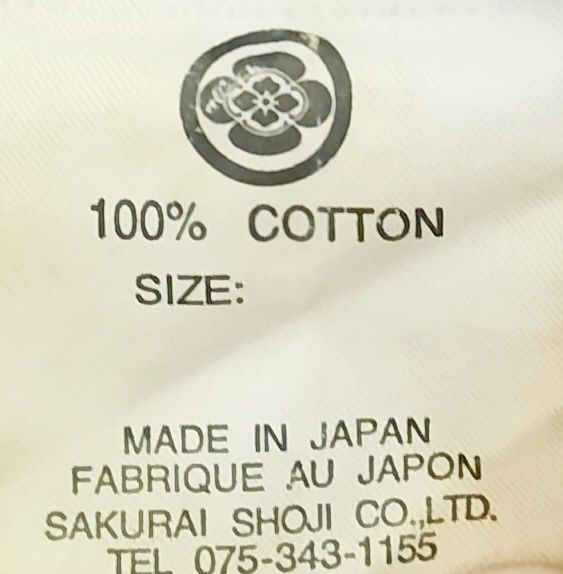 100% COTTON
SIZE:
MADE IN JAPAN
FABRIQUE AU JAPON
SAKURAI SHOJI CO.,LTD.
TEL 075-343-1155